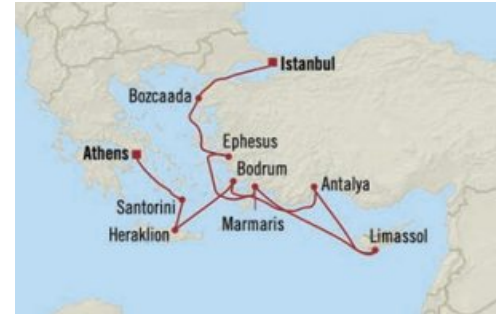 Istanbul
Bozcaada
Ephesus
Athens
Bodrum
Antalya
Santorini
Marmaris
Heraklion
Limassol